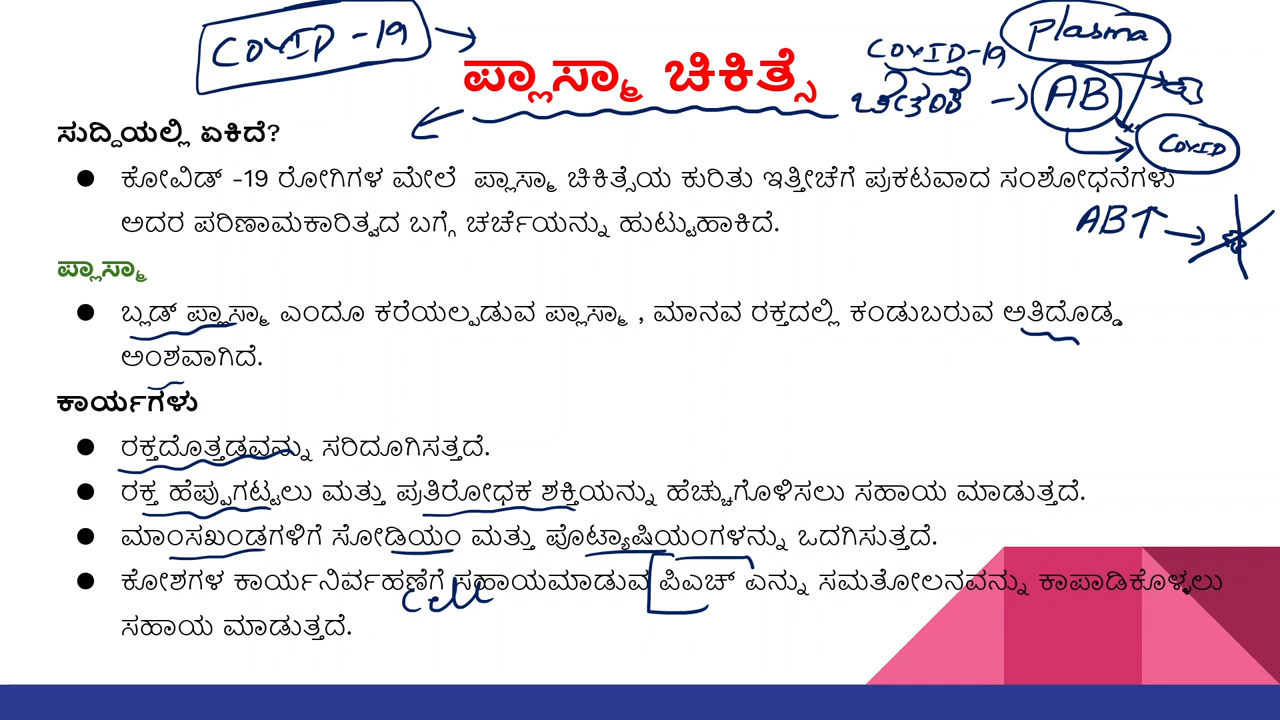 COVID-19
Plasma
ಪ್ಲಾಸ್ಮಾ ಚಿಕಿತ್ಸೆ
COVID-19
AB
COVID
ಸುದ್ದಿಯಲ್ಲಿ ಏಕಿದೆ?
● ಕೋವಿಡ್ -19 ರೋಗಿಗಳ ಮೇಲೆ ಪ್ಲಾಸ್ಮಾ ಚಿಕಿತ್ಸೆಯ ಕುರಿತು ಇತ್ತೀಚೆಗೆ ಪ್ರಕಟವಾದ ಸಂಶೋಧನೆಗಳು
ಅದರ ಪರಿಣಾಮಕಾರಿತ್ವದ ಬಗ್ಗೆ ಚರ್ಚೆಯನ್ನು ಹುಟ್ಟುಹಾಕಿದೆ.
AB↑
ಪ್ಲಾಸ್ಮಾ
● ಬ್ಲಡ್ ಪ್ಲಾಸ್ಮಾ ಎಂದೂ ಕರೆಯಲ್ಪಡುವ ಪ್ಲಾಸ್ಮಾ , ಮಾನವ ರಕ್ತದಲ್ಲಿ ಕಂಡುಬರುವ ಅತಿದೊಡ್ಡ
ಅಂಶವಾಗಿದೆ.
ಕಾರ್ಯಗಳು
● ರಕ್ತದೊತ್ತಡವನ್ನು ಸರಿದೂಗಿಸತ್ತದೆ.
● ರಕ್ತ ಹೆಪ್ಪುಗಟ್ಟಲು ಮತ್ತು ಪ್ರತಿರೋಧಕ ಶಕ್ತಿಯನ್ನು ಹೆಚ್ಚುಗೊಳಿಸಲು ಸಹಾಯ ಮಾಡುತ್ತದೆ.
● ಮಾಂಸಖಂಡಗಳಿಗೆ ಸೋಡಿಯಂ ಮತ್ತು ಪೊಟ್ಯಾಷಿಯಂಗಳನ್ನು ಒದಗಿಸುತ್ತದೆ.
● ಕೋಶಗಳ ಕಾರ್ಯನಿರ್ವಹಣೆಗೆ ಸಹಾಯಮಾಡುವ ಪಿಎಚ್ ಎನ್ನು ಸಮತೋಲನವನ್ನು ಕಾಪಾಡಿಕೊಳ್ಳಲು
cell
ಸಹಾಯ ಮಾಡುತ್ತದೆ.